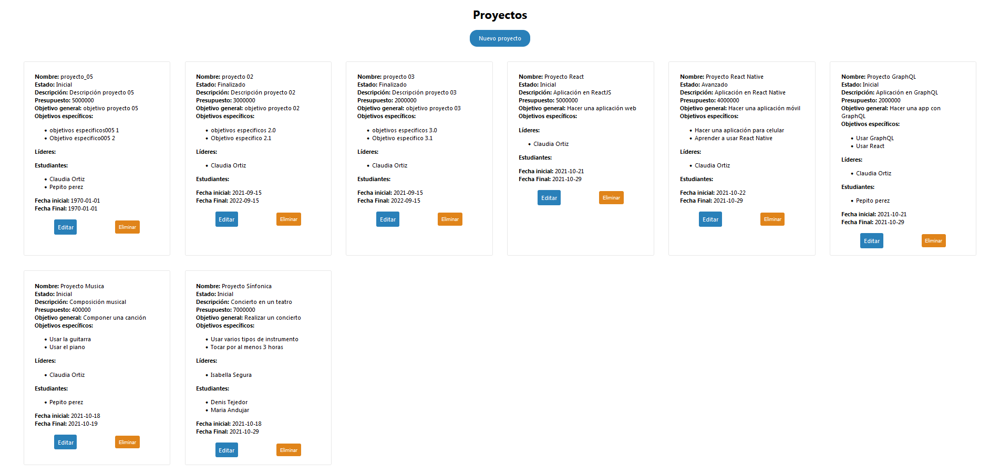 Proyectos
Nuevo proyecto
Nombre: proyecto_05
Estado: Inicial
Descripción: Descripción proyecto 05
Presupuesto: 5000000
Objetivo general: objetivo proyecto 05
Objetivos específicos:
• objetivos especificos005 1
• Objetivo especifico005 2
Líderes:
Estudiantes:
• Claudia Ortiz
• Pepito perez
Fecha inicial: 1970-01-01
Fecha Final: 1970-01-01
Editar
Eliminar
Nombre: proyecto 02
Estado: Finalizado
Descripción: Descripción proyecto 02
Presupuesto: 3000000
Objetivo general: objetivo proyecto 02
Objetivos específicos:
• objetivos especificos 2.0
• Objetivo especifico 2.1
Líderes:
• Claudia Ortiz
Estudiantes:
Fecha inicial: 2021-09-15
Fecha Final: 2022-09-15
Editar
Eliminar
Nombre: proyecto 03
Estado: Finalizado
Descripción: Descripción proyecto 03
Presupuesto: 2000000
Objetivo general: objetivo proyecto 03
Objetivos específicos:
• objetivos especificos 3.0
• Objetivo especifico 3.1
Líderes:
• Claudia Ortiz
Estudiantes:
Fecha inicial: 2021-09-15
Fecha Final: 2022-09-15
Editar
Eliminar
Nombre: Proyecto React
Estado: Inicial
Descripción: Aplicación en ReactJS
Presupuesto: 5000000
Objetivo general: Hacer una aplicación web
Objetivos específicos:
Líderes:
• Claudia Ortiz
Estudiantes:
Fecha inicial: 2021-10-21
Fecha Final: 2021-10-29
Editar
Eliminar
Nombre: Proyecto React Native
Estado: Avanzado
Descripción: Aplicación en React Native
Presupuesto: 4000000
Objetivo general: Hacer una aplicación móvil
Objetivos específicos:
• Hacer una aplicación para celular
• Aprender a usar React Native
Líderes:
• Claudia Ortiz
Estudiantes:
Fecha inicial: 2021-10-22
Fecha Final: 2021-10-29
Editar
Eliminar
Nombre: Proyecto GraphQL
Estado: Inicial
Descripción: Aplicación en GraphQL
Presupuesto: 2000000
Objetivo general: Hacer una app con
GraphQL
Objetivos específicos:
• Usar GraphQL
• Usar React
Líderes:
• Claudia Ortiz
Estudiantes:
• Pepito perez
Fecha inicial: 2021-10-21
Fecha Final: 2021-10-29
Editar
Eliminar
Nombre: Proyecto Musica
Estado: Inicial
Descripción: Composición musical
Presupuesto: 400000
Objetivo general: Componer una canción
Objetivos específicos:
• Usar la guitarra
• Usar el piano
Líderes:
• Claudia Ortiz
Estudiantes:
• Pepito perez
Fecha inicial: 2021-10-18
Fecha Final: 2021-10-19
Editar
Eliminar
Nombre: Proyecto Sínfonica
Estado: Inicial
Descripción: Concierto en un teatro
Presupuesto: 7000000
Objetivo general: Realizar un concierto
Objetivos específicos:
• Usar varios tipos de instrumento
• Tocar por al menos 3 horas
Líderes:
• Isabella Segura
Estudiantes:
• Denis Tejedor
• Maria Andujar
Fecha inicial: 2021-10-18
Fecha Final: 2021-10-29
Editar
Eliminar